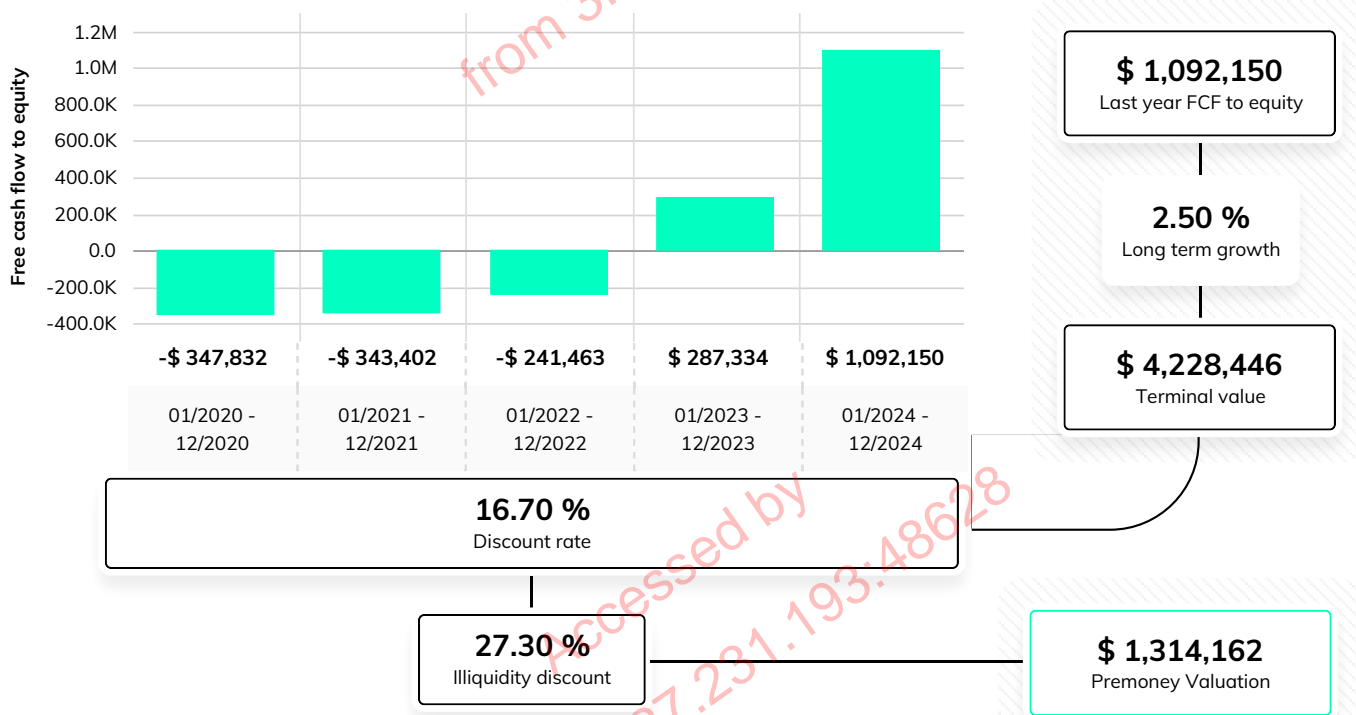 Free cash flow to equity
1.2M
1.0M
800.0K
600.0K
400.0K
200.0K
0.0
-200.0K
-400.0K
-$ 347,832
-$ 343,402
-$ 241,463
$ 287,334
$ 1,092,150
01/2020 -
12/2020
01/2021 -
12/2021
01/2022 -
12/2022
01/2023 -
12/2023
01/2024 -
12/2024
16.70 %
Discount rate
27.30 %
Illiquidity discount
$ 1,092,150
Last year FCF to equity
2.50 %
Long term growth
$ 4,228,446
Terminal value
$ 1,314,162
Premoney Valuation
from
Accessed by
.231.193:48628